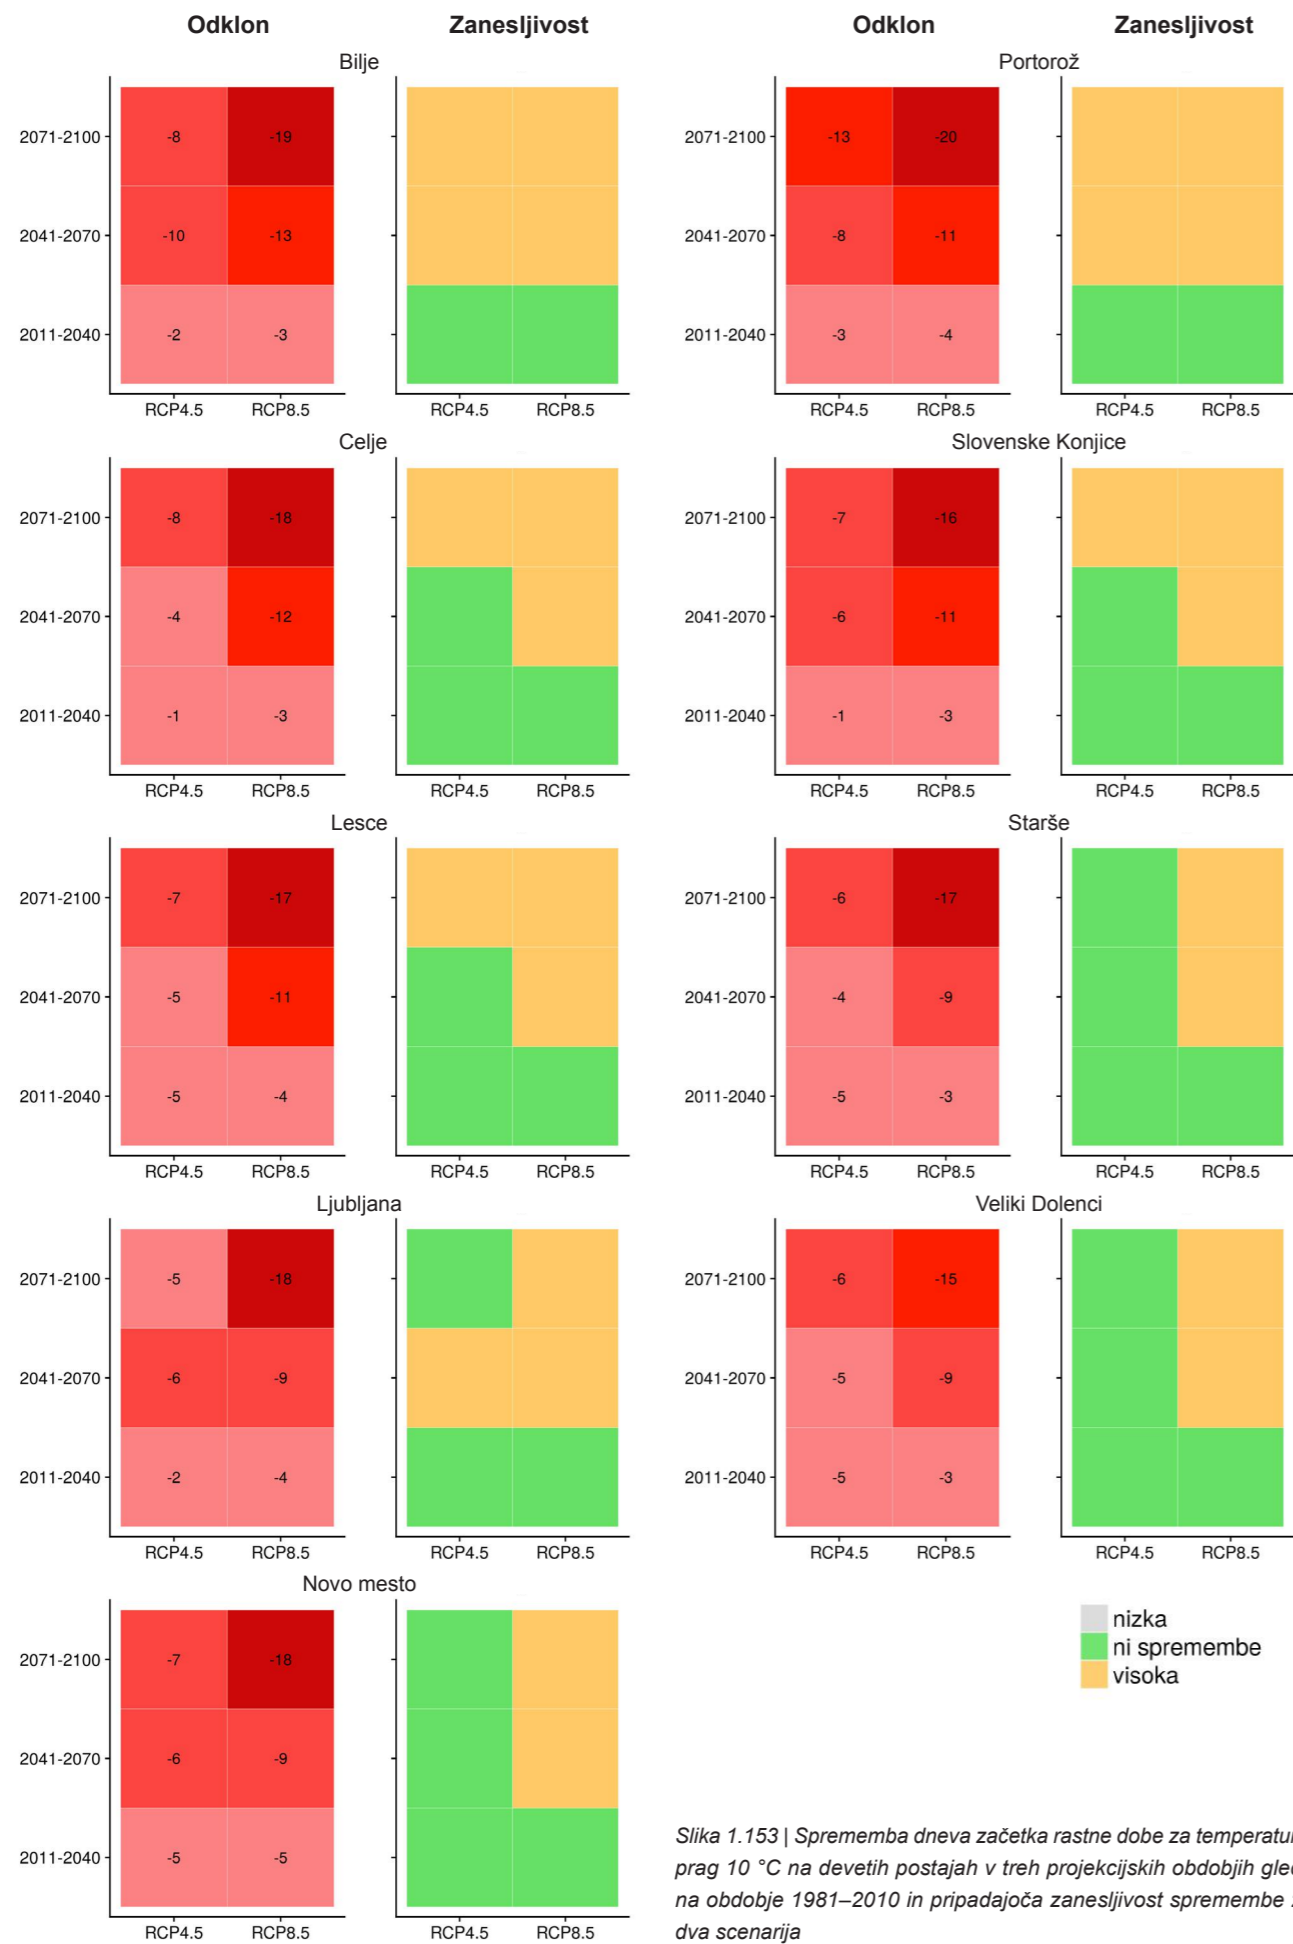 Odklon Zanesljivost
Bilje
2071-2100 -8 -19
2041-2070 -10 -13
2011-2040 -2 -3
RCP4.5 RCP8.5 RCP4.5 RCP8.5
Celje
2071-2100 -8 -18
2041-2070 -4 -12
2011-2040 -1 -3
RCP4.5 RCP8.5 RCP4.5 RCP8.5
Lesce
2071-2100 -7 -17
2041-2070 -5 -11
2011-2040 -5 -4
RCP4.5 RCP8.5 RCP4.5 RCP8.5
Ljubljana
2071-2100 -5 -18
2041-2070 -6 -9
2011-2040 -2 -4
RCP4.5 RCP8.5 RCP4.5 RCP8.5
Novo mesto
2071-2100 -7 -18
2041-2070 -6 -9
2011-2040 -5 -5
RCP4.5 RCP8.5 RCP4.5 RCP8.5
Odklon Zanesljivost
Portorož
2071-2100 -13 -20
2041-2070 -8 -11
2011-2040 -3 -4
RCP4.5 RCP8.5 RCP4.5 RCP8.5
Slovenske Konjice
2071-2100 -7 -16
2041-2070 -6 -11
2011-2040 -1 -3
RCP4.5 RCP8.5 RCP4.5 RCP8.5
Starše
2071-2100 -6 -17
2041-2070 -4 -9
2011-2040 -5 -3
RCP4.5 RCP8.5 RCP4.5 RCP8.5
Veliki Dolenci
2071-2100 -6 -15
2041-2070 -5 -9
2011-2040 -5 -3
RCP4.5 RCP8.5 RCP4.5 RCP8.5
nizka
ni spremembe
visoka
Slika 1.153 | Sprememba dneva začetka rastne dobe za
prag 10 °C na devetih postajah v treh projekcijskih obdobjih
na obdobje 1981–2010 in pripadajoča zanesljivost spremembe
dva scenarija